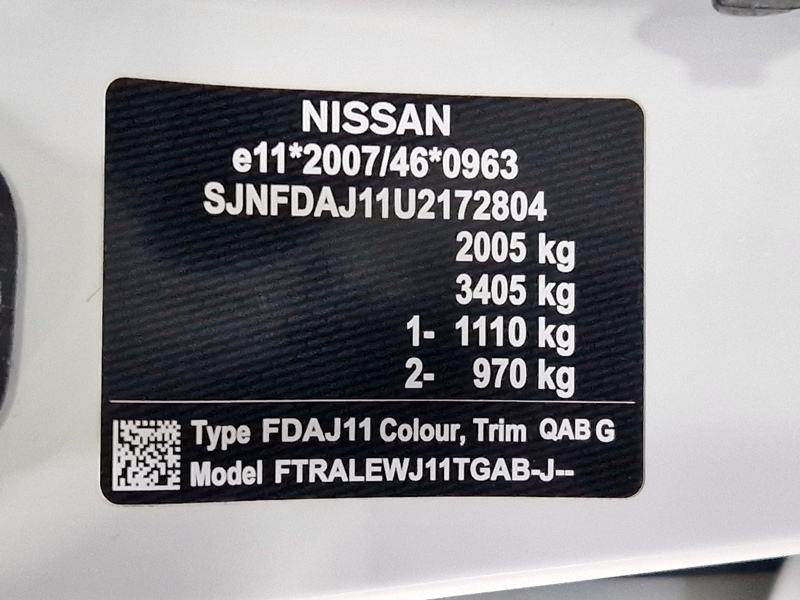 NISSAN
e11*2007/46*0963
SJNFDAJ11U2172804
2005 kg
3405 kg
1- 1110 kg
2- 970 kg
Type FDAJ11 Colour, Trim QAB G
Model FTRALEWJ11TGAB-J--